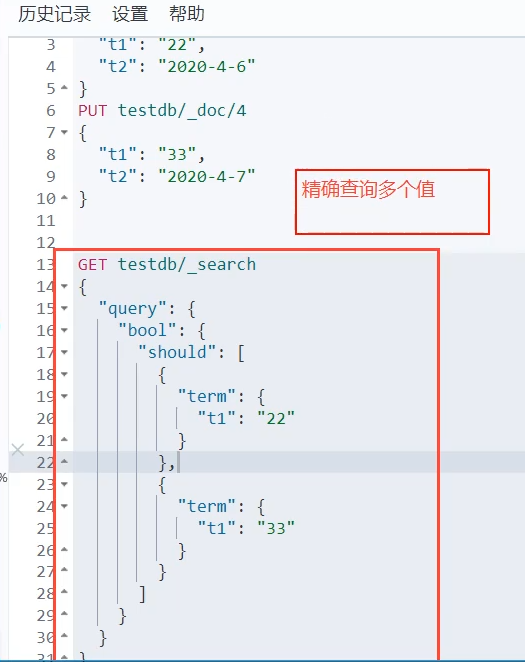 历史记录 设置 帮助
3 "t1": "22",
4 "t2": "2020-4-6"
5 }
6 PUT testdb/_doc/4
7 {
8 "t1": "33",
9 "t2": "2020-4-7"
10 }
精确查询多个值
11
12
13 GET testdb/_search
14 {
15 "query": {
16 "bool": {
17 "should": [
18 {
19 "term": {
20 "t1": "22"
21 }
22 },
23 {
24 "term": {
25 "t1": "33"
26 }
27 }
28 ]
29 }
30 }
31 }
%